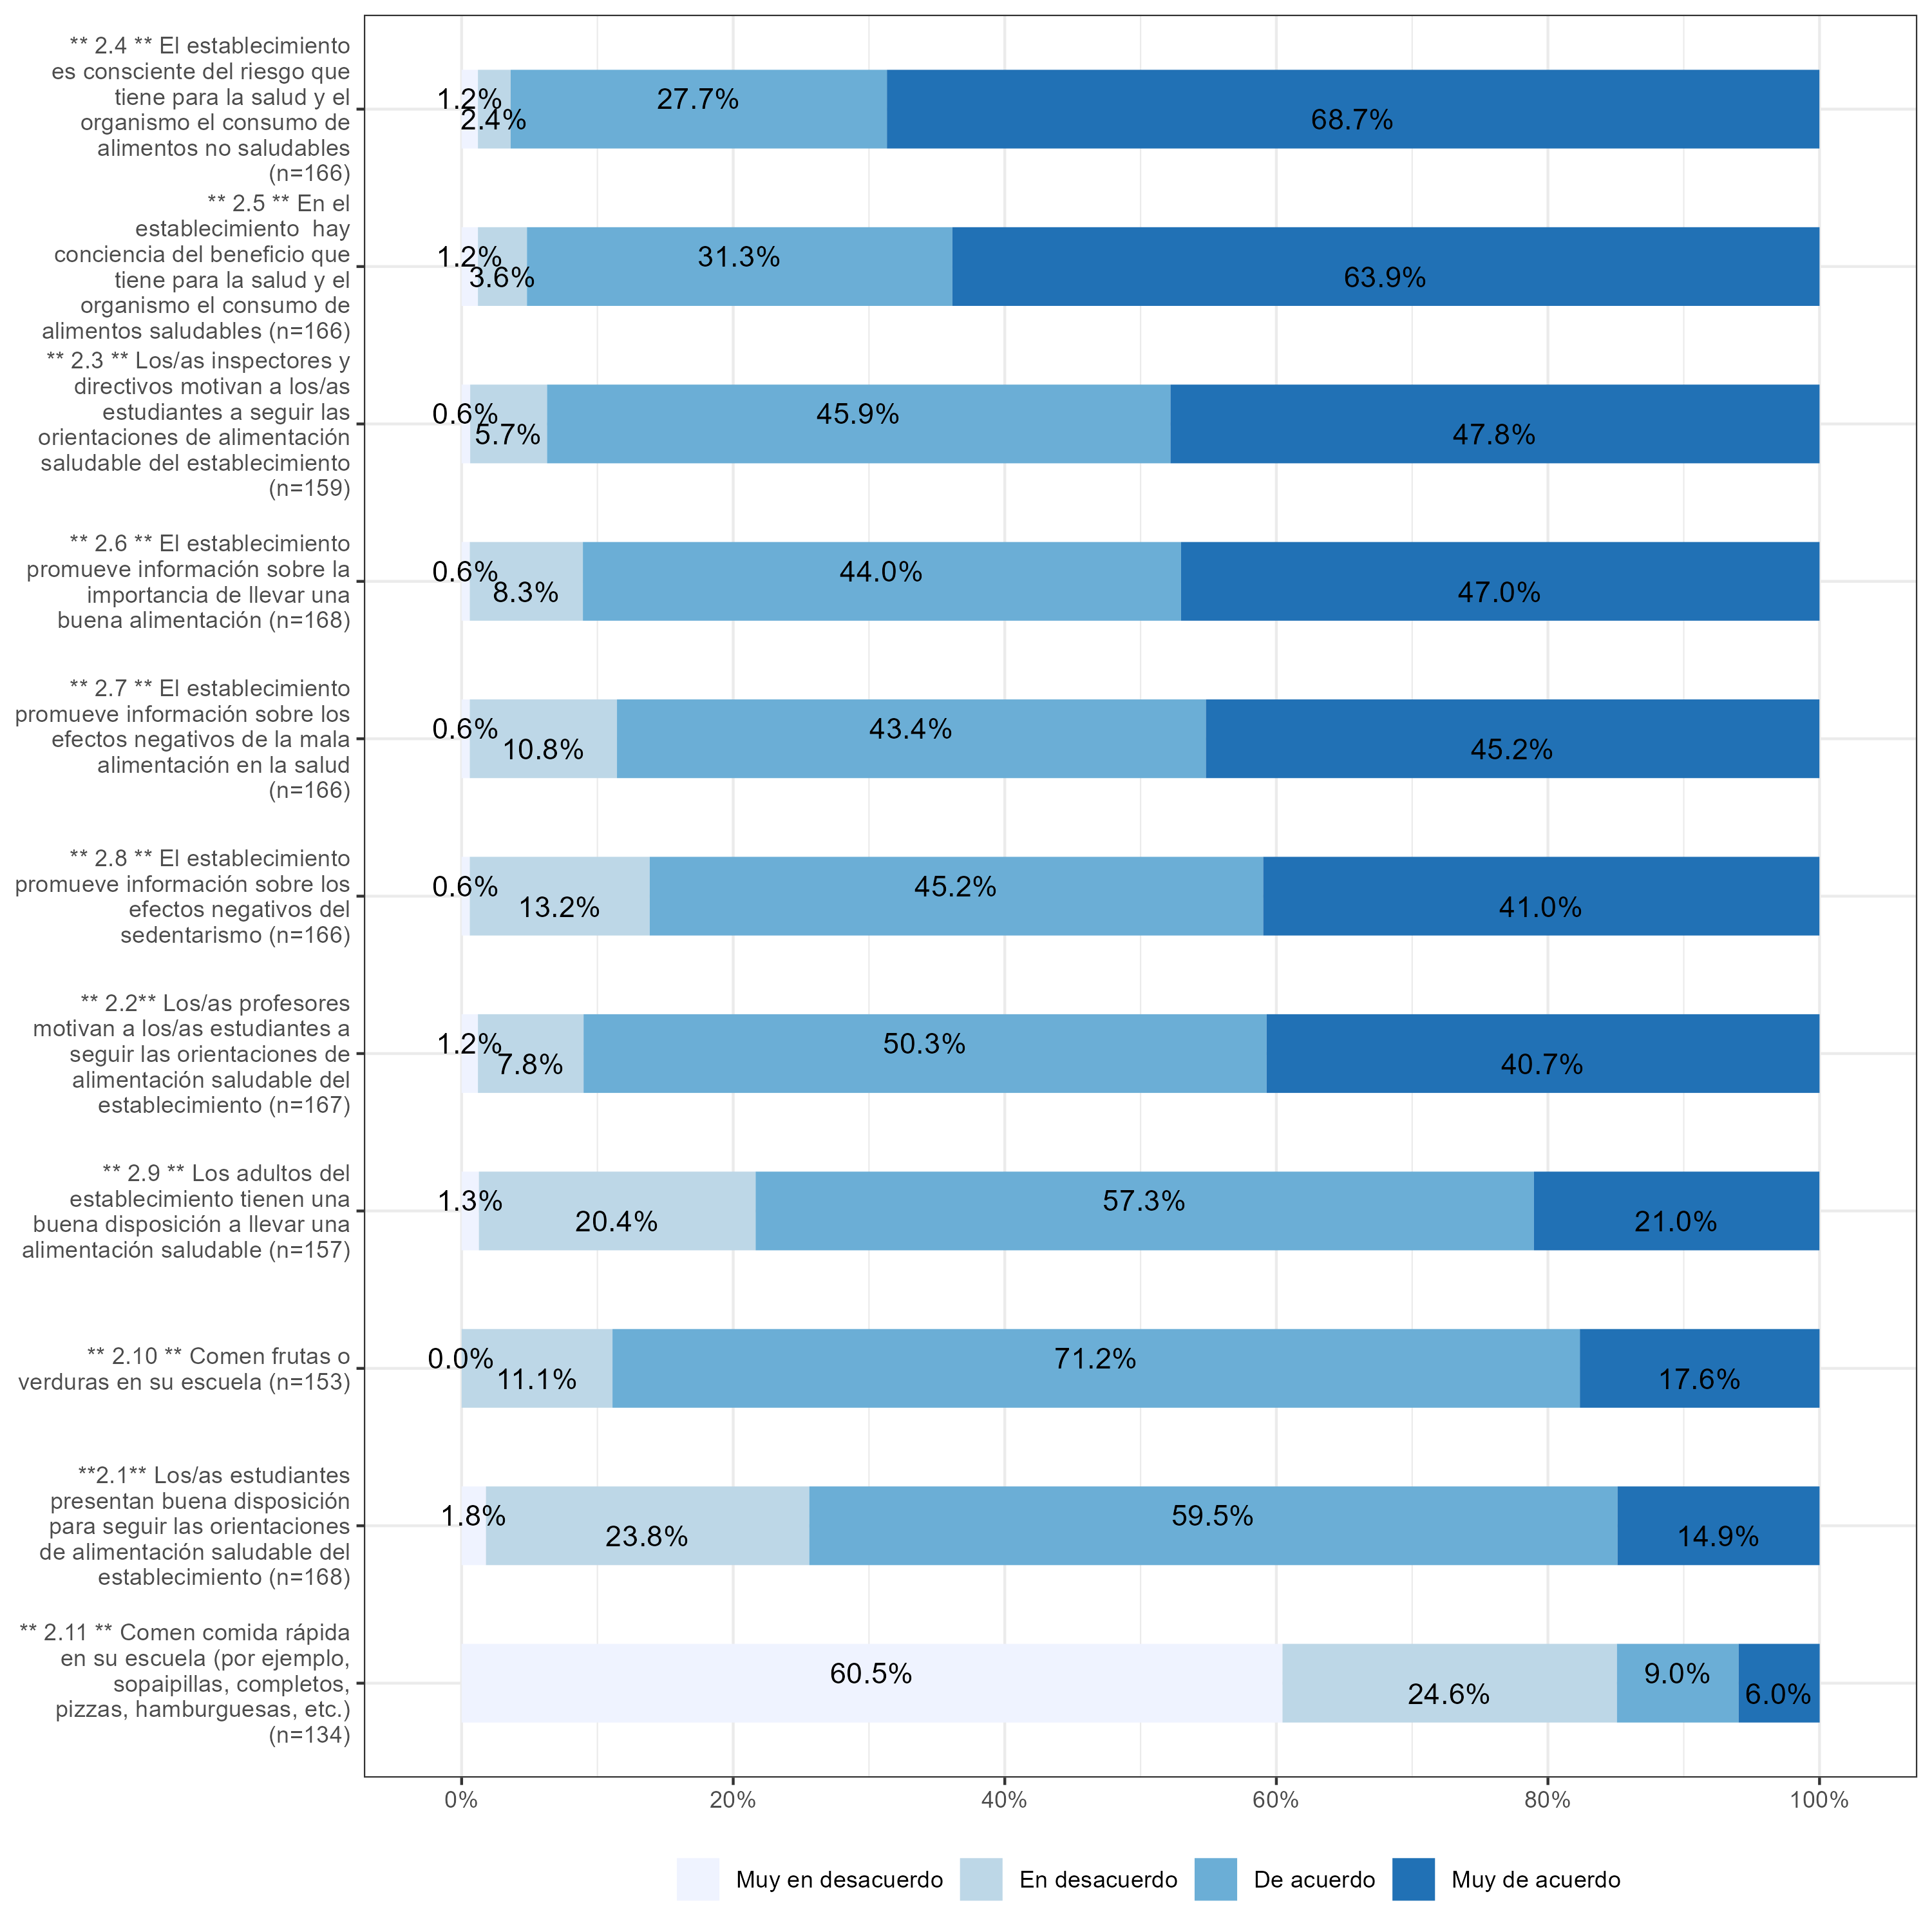 ** 2.4 ** El establecimiento
es consciente del riesgo que
tiene para la salud y el
organismo el consumo de
alimentos no saludables
(n=166)
1.2%
2.4%
27.7%
68.7%
** 2.5 ** En el
establecimiento  hay
conciencia del beneficio que
tiene para la salud y el
organismo el consumo de
alimentos saludables (n=166)
1.2%
3.6%
31.3%
63.9%
** 2.3 ** Los/as inspectores y
directivos motivan a los/as
estudiantes a seguir las
orientaciones de alimentación
saludable del establecimiento
(n=159)
0.6%
5.7%
45.9%
47.8%
** 2.6 ** El establecimiento
promueve información sobre la
importancia de llevar una
buena alimentación (n=168)
0.6%
8.3%
44.0%
47.0%
** 2.7 ** El establecimiento
promueve información sobre los
efectos negativos de la mala
alimentación en la salud
(n=166)
0.6%
10.8%
43.4%
45.2%
** 2.8 ** El establecimiento
promueve información sobre los
efectos negativos del
sedentarismo (n=166)
0.6%
13.2%
45.2%
41.0%
** 2.2** Los/as profesores
motivan a los/as estudiantes a
seguir las orientaciones de
alimentación saludable del
establecimiento (n=167)
1.2%
7.8%
50.3%
40.7%
** 2.9 ** Los adultos del
establecimiento tienen una
buena disposición a llevar una
alimentación saludable (n=157)
1.3%
20.4%
57.3%
21.0%
** 2.10 ** Comen frutas o
verduras en su escuela (n=153)
0.0%
11.1%
71.2%
17.6%
**2.1** Los/as estudiantes
presentan buena disposición
para seguir las orientaciones
de alimentación saludable del
establecimiento (n=168)
1.8%
23.8%
59.5%
14.9%
** 2.11 ** Comen comida rápida
en su escuela (por ejemplo,
sopaipillas, completos,
pizzas, hamburguesas, etc.)
(n=134)
60.5%
24.6%
9.0%
6.0%
0% 20% 40% 60% 80% 100%
Muy en desacuerdo En desacuerdo De acuerdo Muy de acuerdo